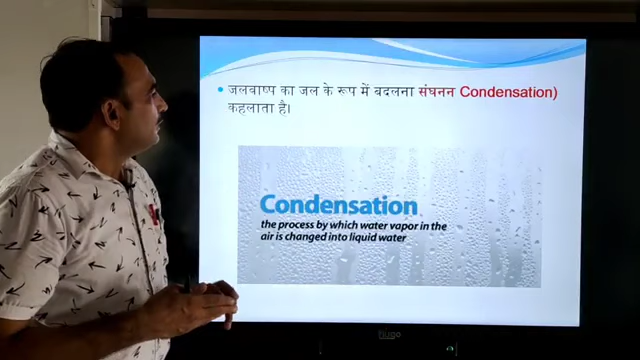 जलवाष्प का जल के रूप में बदलना संघनन Condensation)
कहलाता है।
Condensation
the process by which water vapor in the
air is changed into liquid water